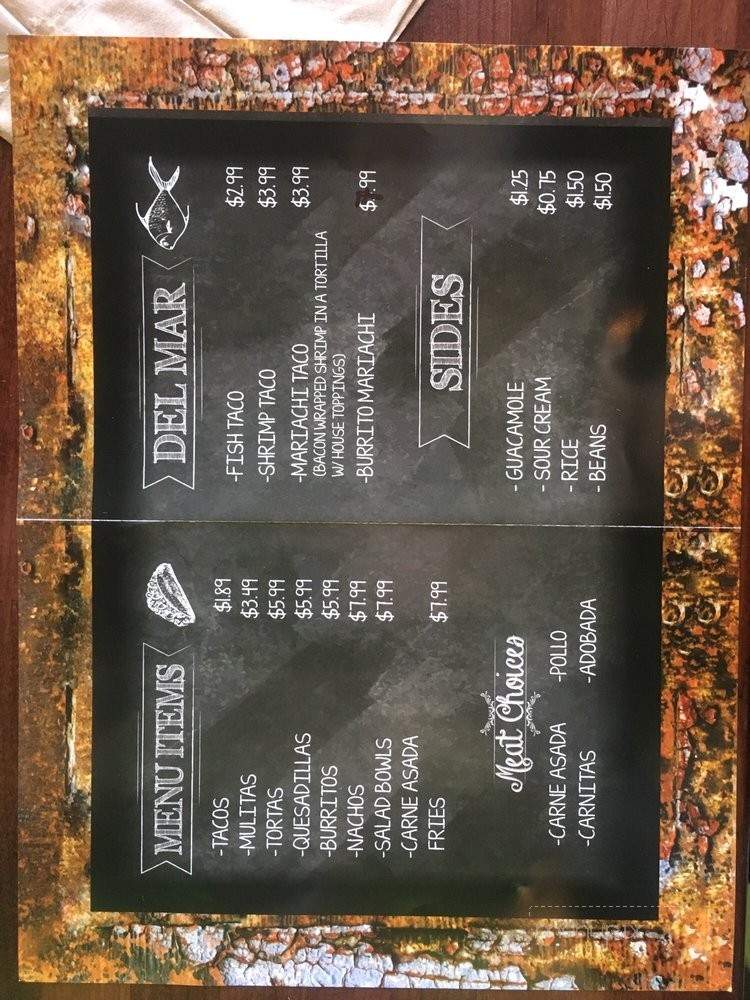 MENU ITEMS
-TACOS $1.89
-MULITAS $3.49
-TORTAS $5.99
-QUESADILLAS $5.99
-BURRITOS $5.99
-NACHOS $7.99
-SALAD BOWLS $7.99
-CARNE ASADA
FRIES $7.99
Meat Choices
-CARNE ASADA -POLLO
-CARNITAS -ADOBADA
DEL MAR
-FISH TACO $2.99
-SHRIMP TACO $3.99
-MARIACHI TACO $3.99
(BACON WRAPPED SHRIMP IN A TORTILLA
W/ HOUSE TOPPINGS)
-BURRITO MARIACHI
SIDES
- GUACAMOLE $1.25
- SOUR CREAM $0.75
- RICE $1.50
- BEANS $1.50